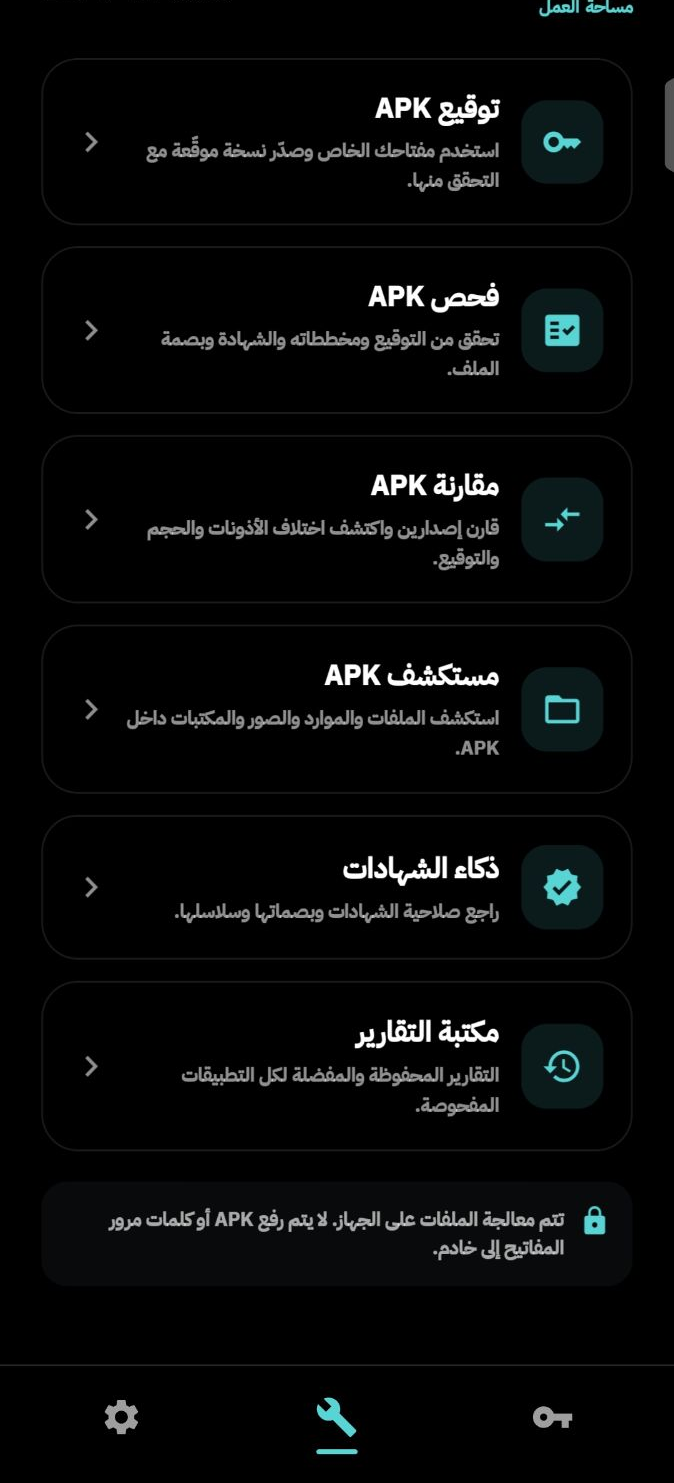 مساحة العمل
توقيع APK
استخدم مفتاحك الخاص وصدّر نسخة موقّعة مع
التحقق منها.
فحص APK
تحقق من التوقيع ومخططاته والشهادة وبصمة
الملف.
مقارنة APK
قارن إصدارين واكتشف اختلاف الأذونات والحجم
والتوقيع.
مستكشف APK
استكشف الملفات والموارد والصور والمكتبات داخل
APK.
ذكاء الشهادات
راجع صلاحية الشهادات وبصماتها وسلاسلها.
مكتبة التقارير
التقارير المحفوظة والمفضلة لكل التطبيقات
المفحوصة.
تتم معالجة الملفات على الجهاز. لا يتم رفع APK أو كلمات مرور
المفاتيح إلى خادم.